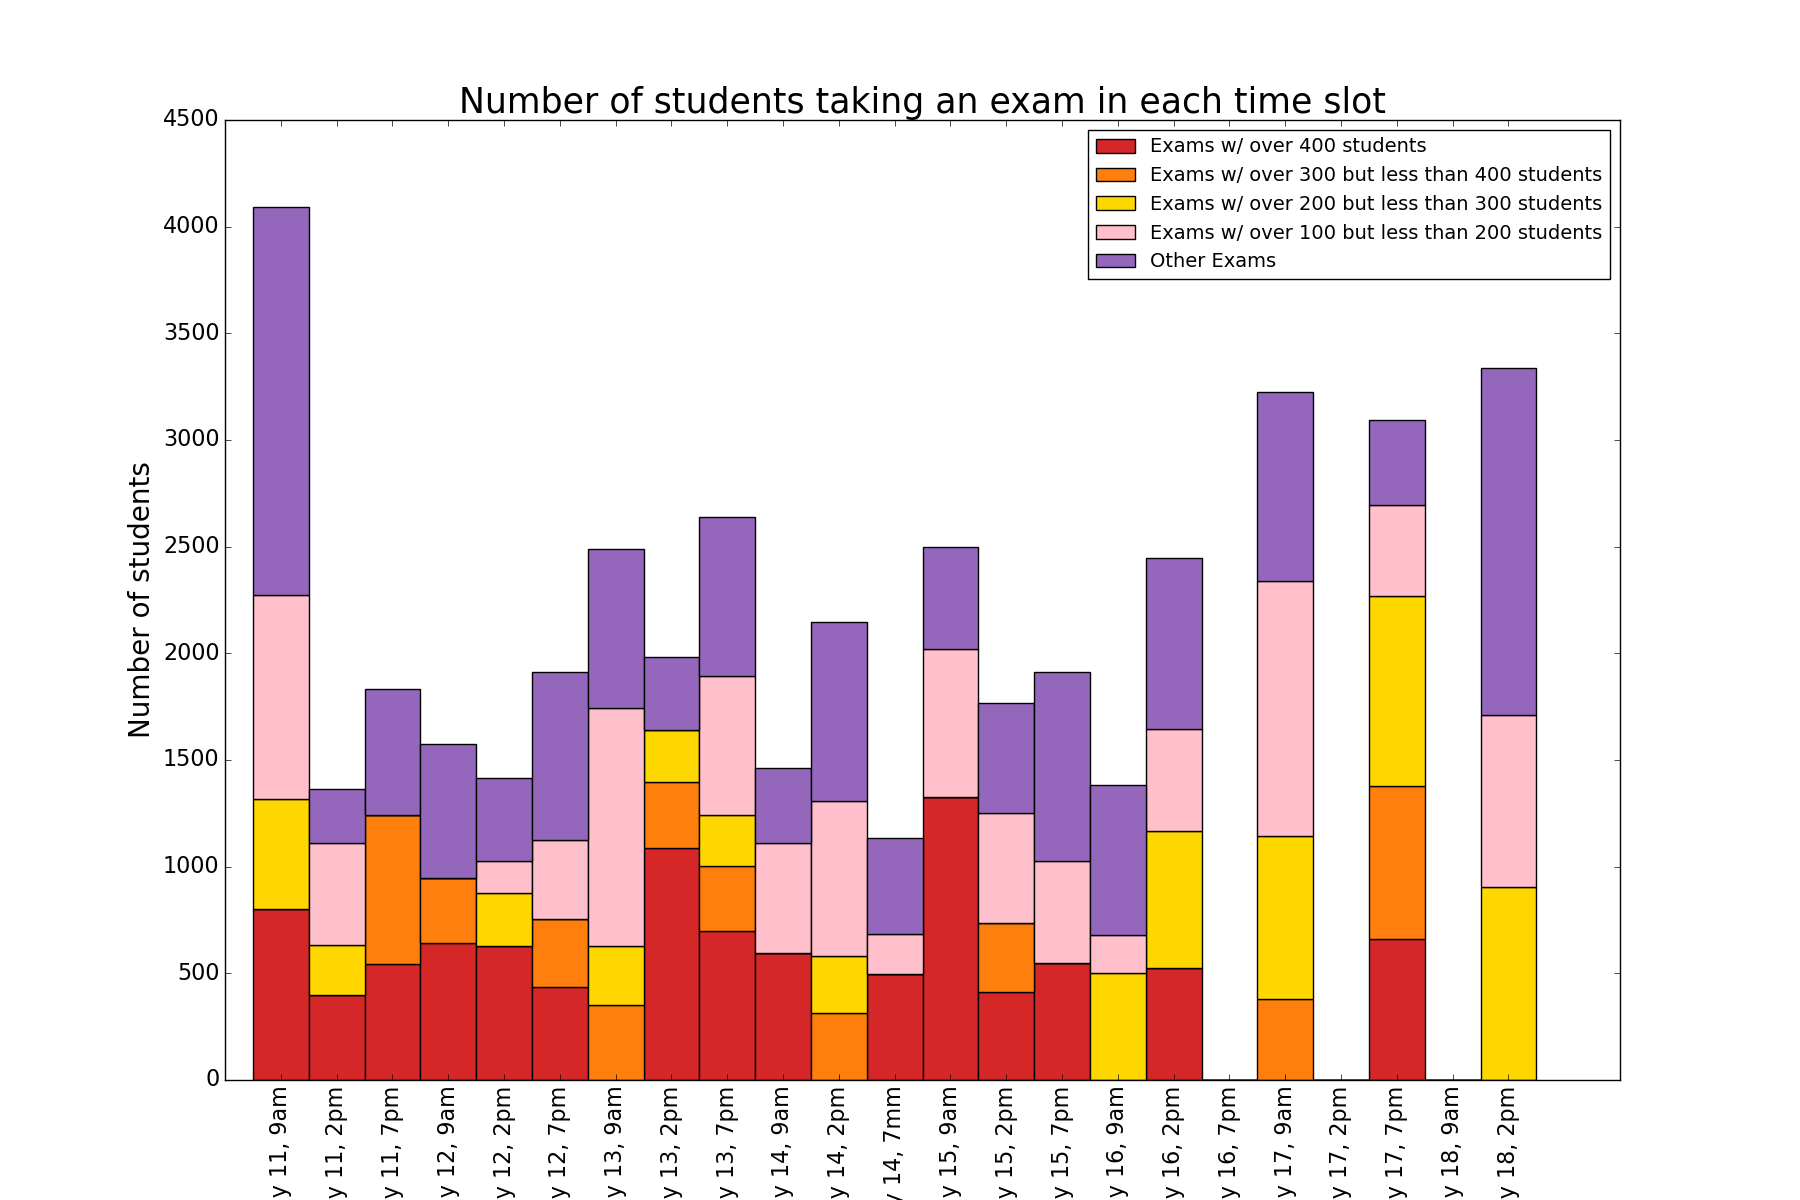 Number of students taking an exam in each time slot
Number of students
4500
4000
3500
3000
2500
2000
1500
1000
500
0
Exams w/ over 400 students
Exams w/ over 300 but less than 400 students
Exams w/ over 200 but less than 300 students
Exams w/ over 100 but less than 200 students
Other Exams
y 11, 9am
y 11, 2pm
y 11, 7pm
y 12, 9am
y 12, 2pm
y 12, 7pm
y 13, 9am
y 13, 2pm
y 13, 7pm
y 14, 9am
y 14, 2pm
y 14, 7mm
y 15, 9am
y 15, 2pm
y 15, 7pm
y 16, 9am
y 16, 2pm
y 16, 7pm
y 17, 9am
y 17, 2pm
y 17, 7pm
y 18, 9am
y 18, 2pm